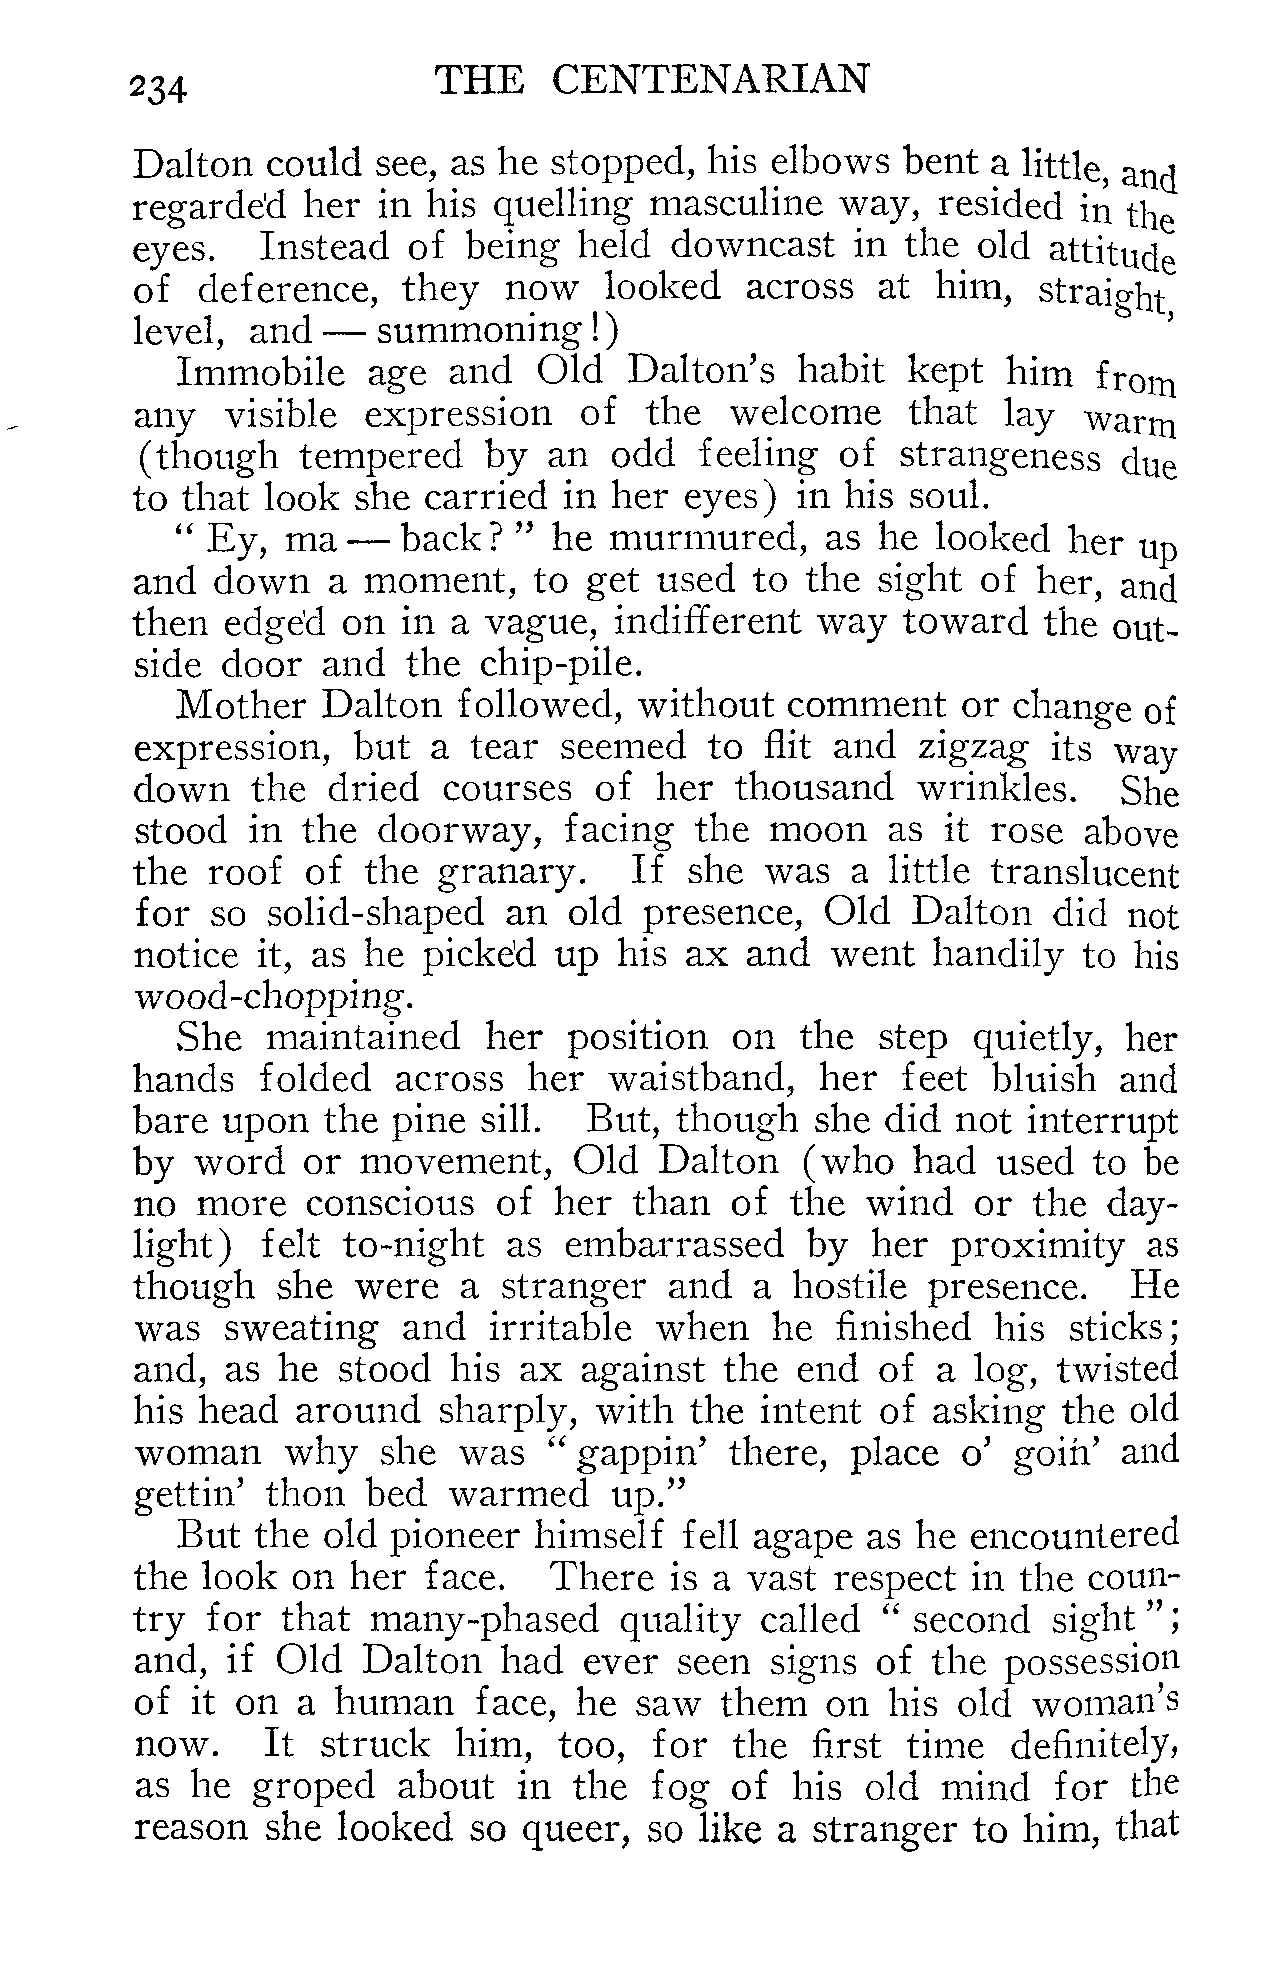 234 THE CENTENARIAN
Dalton could see, as he stopped, his elbows bent a little, and
regarde'd her in his quelling masculine way, resided in the
eyes. Instead of being held downcast in the old attitude
of deference, they now looked across at him, straight,
level, and — summoning!)
Immobile age and Old Dalton's habit kept him from
any visible expression of the welcome that lay warm
(though tempered by an odd feeling of strangeness due
to that look she carried in her eyes) in his soul.
" Ey, ma — back? " he murmured, as he looked her up
and down a moment, to get used to the sight of her, and
then edge'd on in a vague, indifferent way toward the out-
side door and the chip-pile.
Mother Dalton followed, without comment or change of
expression, but a tear seemed to flit and zigzag its way
down the dried courses of her thousand wrinkles. She
stood in the doorway, facing the moon as it rose above
the roof of the granary. If she was a little translucent
for so solid-shaped an old presence, Old Dalton did not
notice it, as he picke'd up his ax and went handily to his
wood-chopping.
She maintained her position on the step quietly, her
hands folded across her waistband, her feet bluish and
bare upon the pine sill. But, though she did not interrupt
by word or movement, Old Dalton (who had used to be
no more conscious of her than of the wind or the day-
light) felt to-night as embarrassed by her proximity as
though she were a stranger and a hostile presence. He
was sweating and irritable when he finished his sticks;
and, as he stood his ax against the end of a log, twisted
his head around sharply, with the intent of asking the old
woman why she was " gappin' there, place o' goin' and
gettin' thon bed warmed up."
But the old pioneer himself fell agape as he encountered
the look on her face. There is a vast respect in the coun-
try for that many-phased quality called " second sight ";
and, if Old Dalton had ever seen signs of the possession
of it on a human face, he saw them on his old woman's
now. It struck him, too, for the first time definitely,
as he groped about in the fog of his old mind for the
reason she looked so queer, so like a stranger to him, that